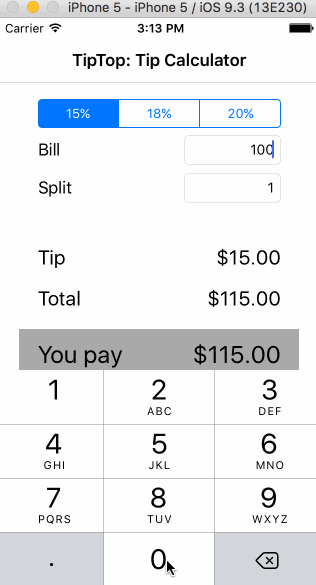 iPhone 5 - iPhone 5 / iOS 9.3 (13E230)
Carrier 3:13 PM
TipTop: Tip Calculator
15% 18% 20%
Bill 100
Split 1
Tip $15.00
Total $115.00
You pay $115.00
1 2 3
ABC DEF
4 5 6
GHI JKL MNO
7 8 9
PQRS TUV WXYZ
. 0